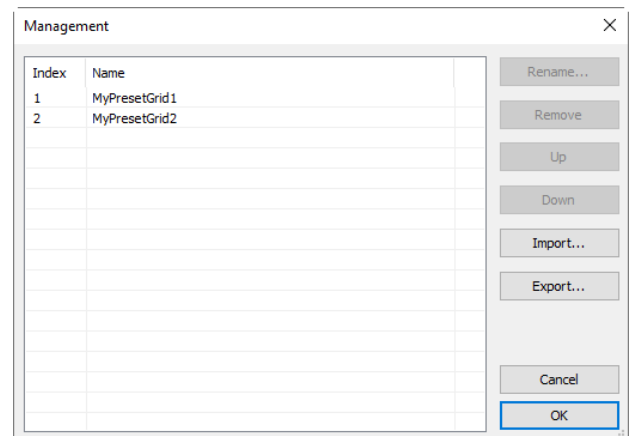 Management
Index Name
1 MyPresetGrid1
2 MyPresetGrid2
Rename...
Remove
Up
Down
Import...
Export...
Cancel
OK